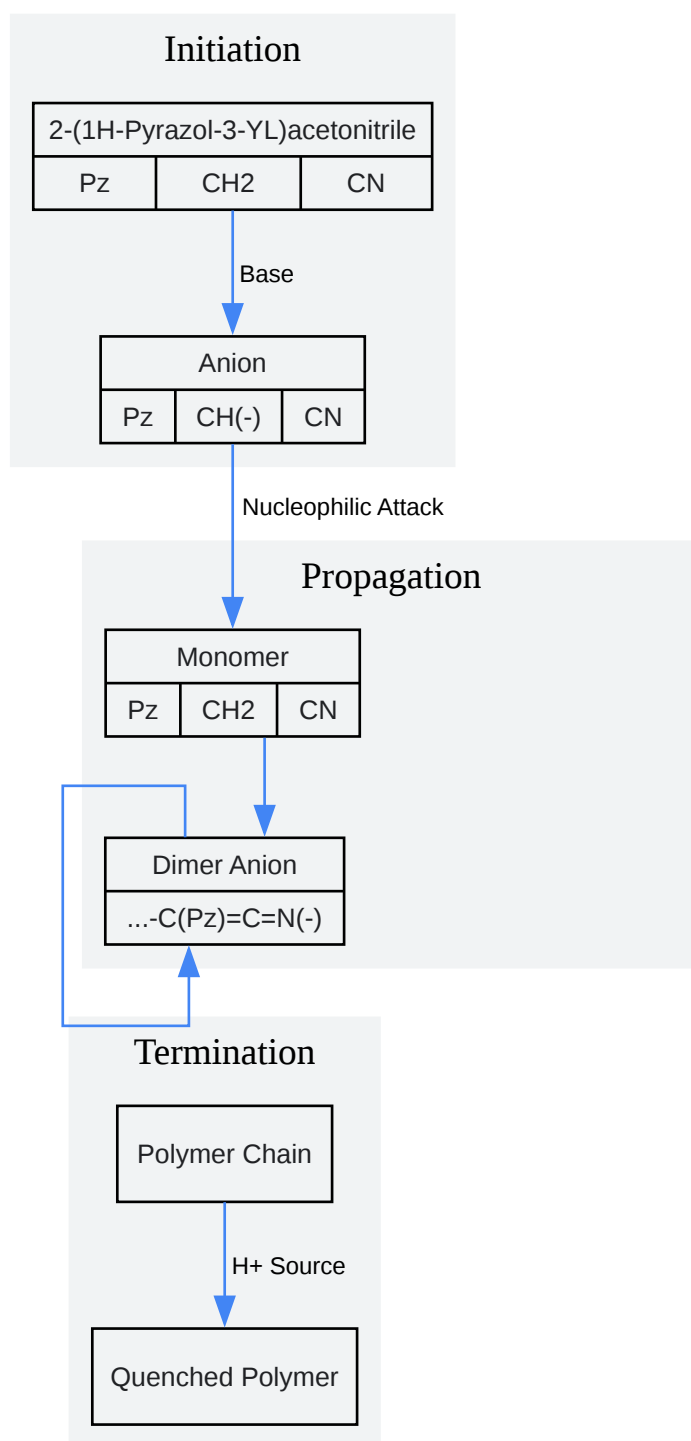 Initiation
2-(1H-Pyrazol-3-YL)acetonitrile
Pz CH2 CN
Base
Anion
Pz CH(-) CN
Nucleophilic Attack
Propagation
Monomer
Pz CH2 CN
Dimer Anion
...-C(Pz)=C=N(-)
Termination
Polymer Chain
H+ Source
Quenched Polymer